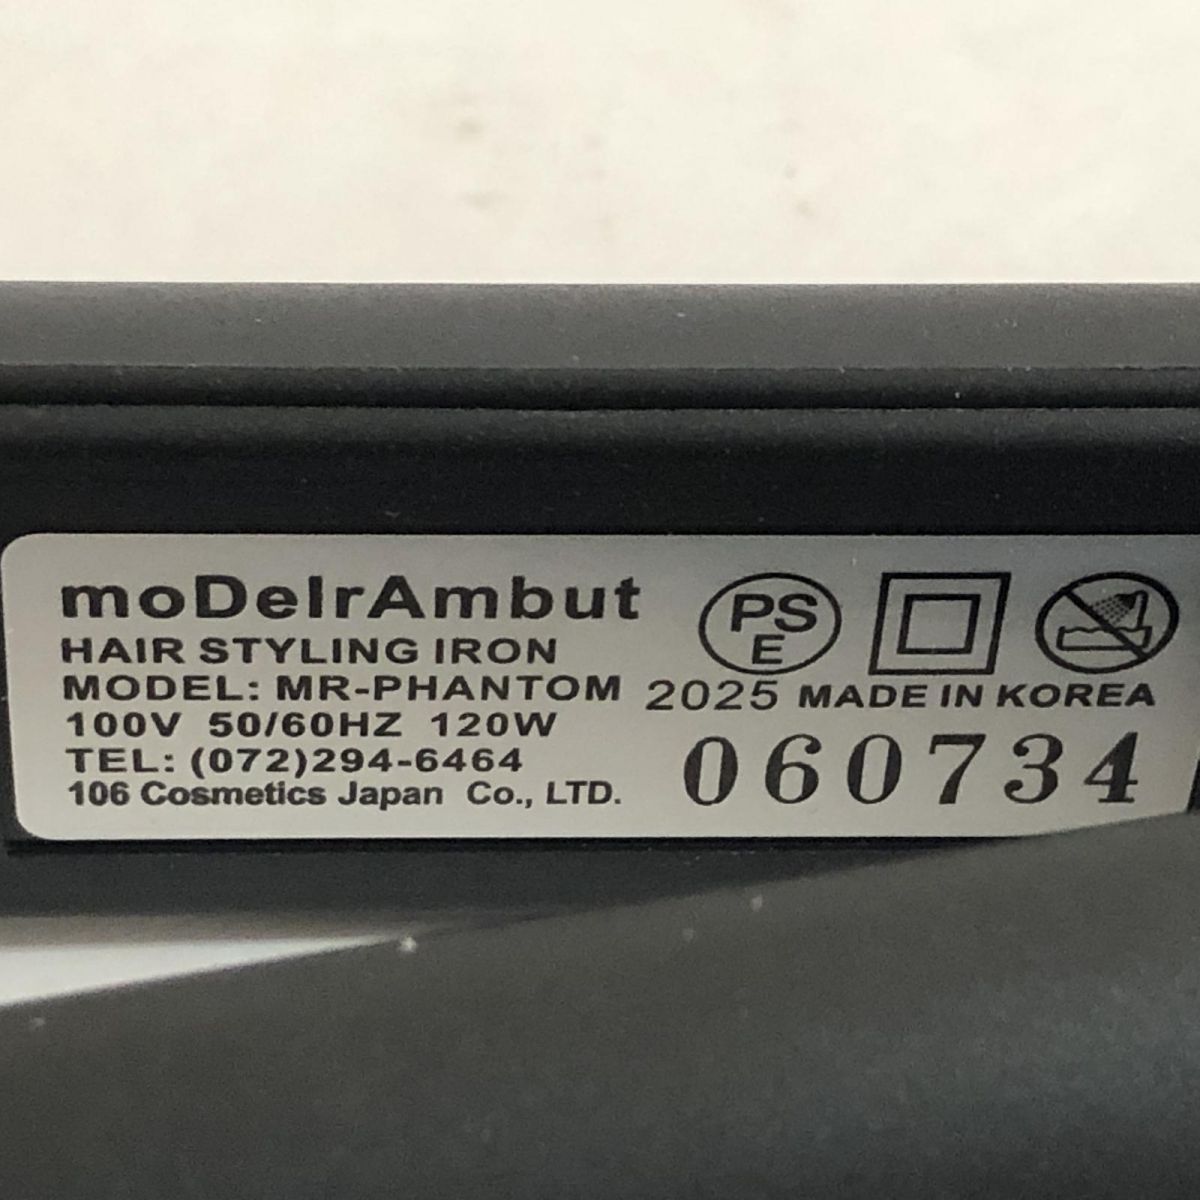 moDelrAmbut
HAIR STYLING IRON
MODEL: MR-PHANTOM
100V 50/60HZ 120W
TEL: (072)294-6464
106 Cosmetics Japan Co., LTD.
PS
E
2025 MADE IN KOREA
060734